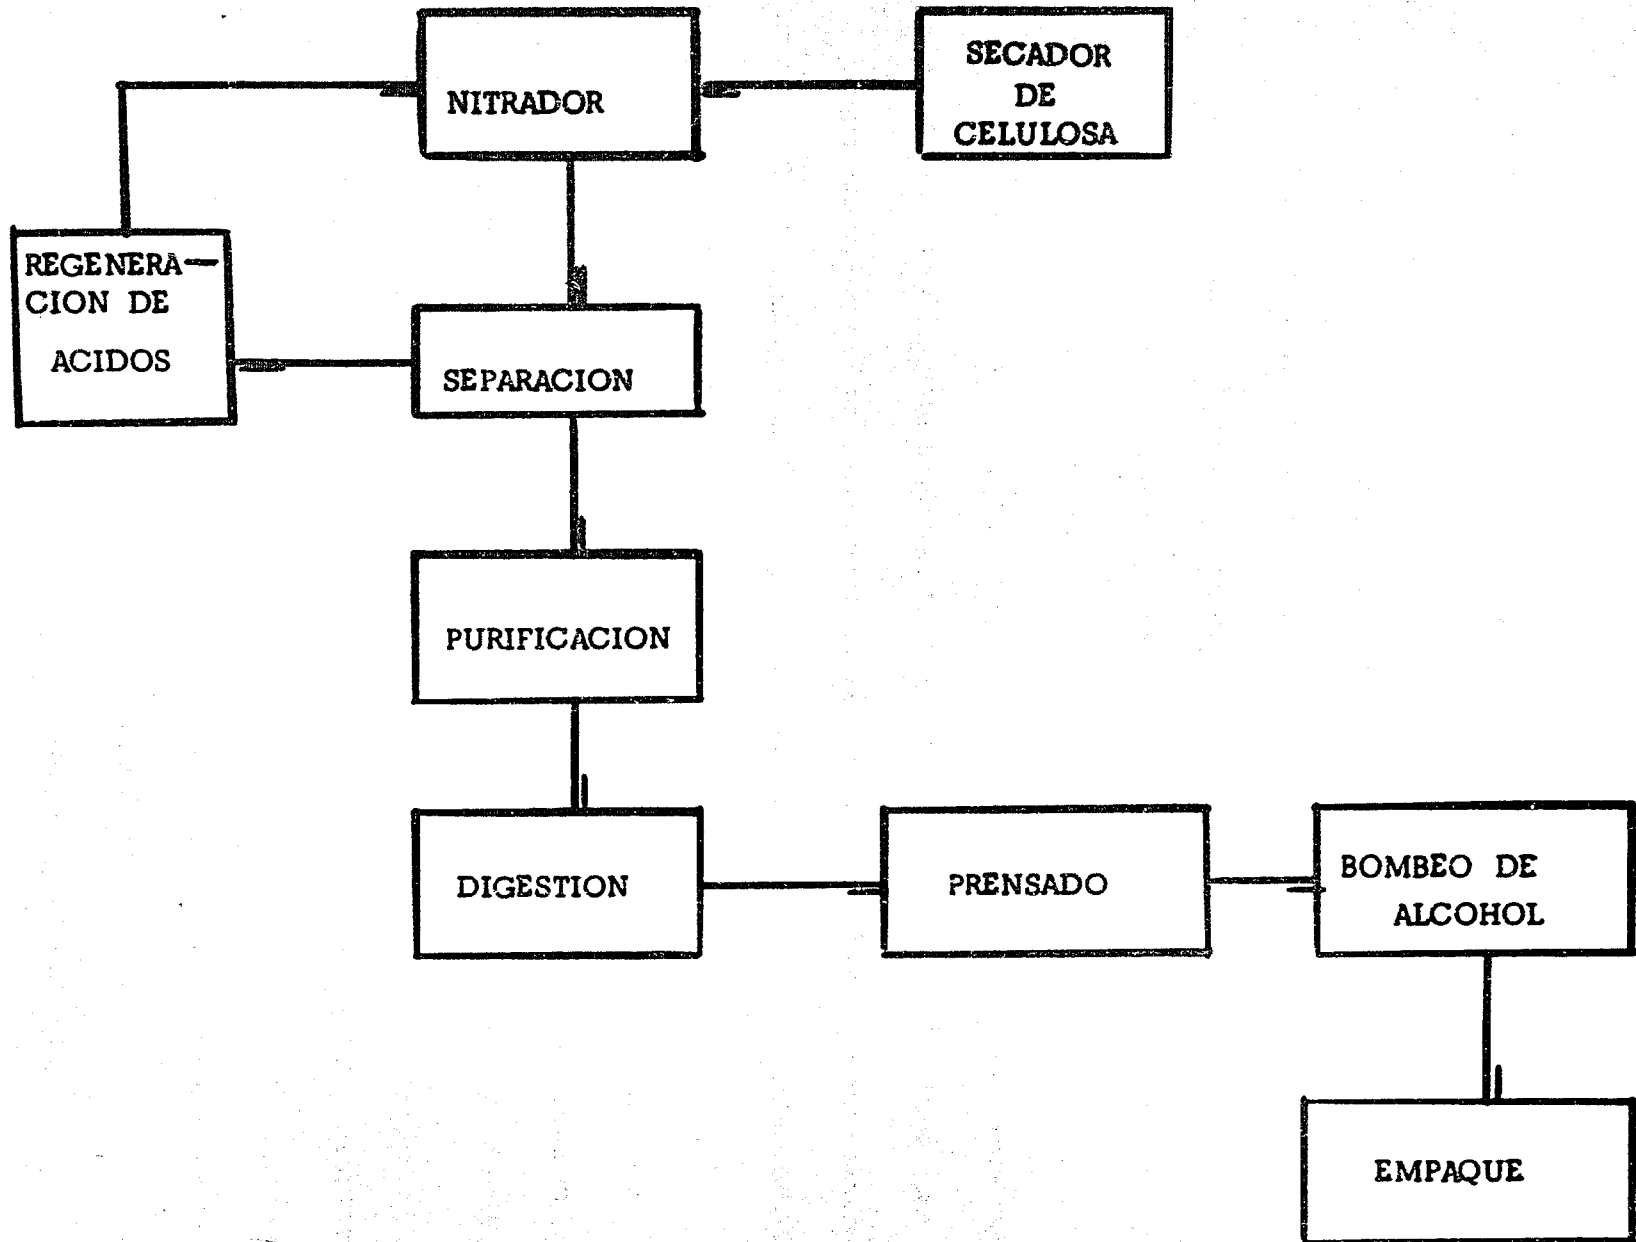 NITRADOR
SECADOR
DE
CELULOSA
REGENERA-
CION DE
ACIDOS
SEPARACION
PURIFICACION
DIGESTION
PRENSADO
BOMBEO DE
ALCOHOL
EMPAQUE